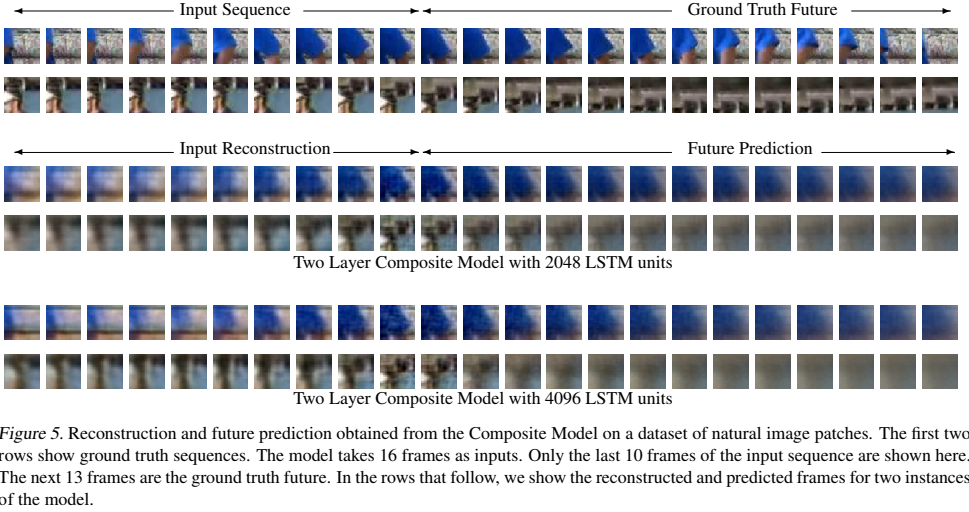 Input Sequence
Ground Truth Future
Input Reconstruction
Future Prediction
Two Layer Composite Model with 2048 LSTM units
Two Layer Composite Model with 4096 LSTM units
Figure 5. Reconstruction and future prediction obtained from the Composite Model on a dataset of natural image patches. The first two
rows show ground truth sequences. The model takes 16 frames as inputs. Only the last 10 frames of the input sequence are shown here.
The next 13 frames are the ground truth future. In the rows that follow, we show the reconstructed and predicted frames for two instances
of the model.